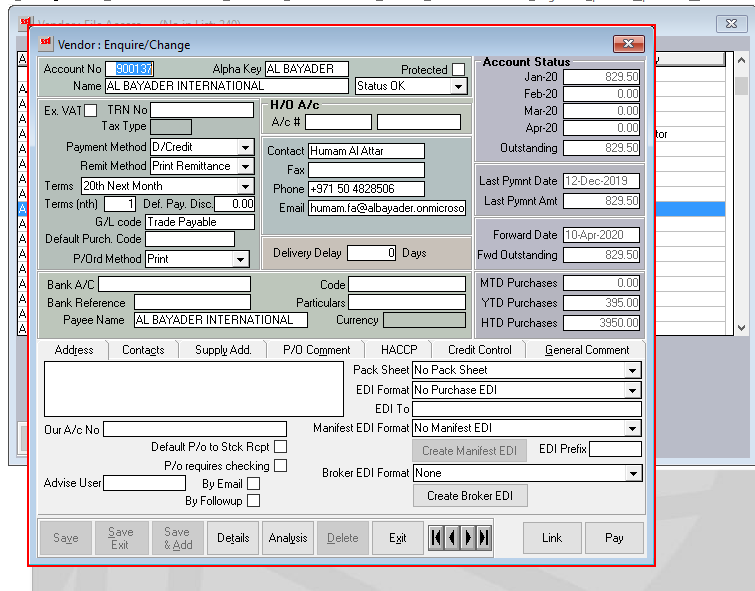 Vendor : Enquire/Change
Account No 900137 Alpha Key AL BAYADER Protected
Name AL BAYADER INTERNATIONAL Status OK
Ex. VAT TRN No
Tax Type
Payment Method D/Credit
Remit Method Print Remittance
Terms 20th Next Month
Terms (nth) 1 Def. Pay. Disc. 0.00
G/L code Trade Payable
Default Purch. Code
P/Ord Method Print
H/O A/c
A/c #
Contact Humam Al Attar
Fax
Phone +971 50 4828506
Email humam.fa@albayader.onmicroso
Delivery Delay 0 Days
Account Status
Jan-20 829.50
Feb-20 0.00
Mar-20 0.00
Apr-20 0.00
Outstanding 829.50
Last Pymnt Date 12-Dec-2019
Last Pymnt Amt 829.50
Forward Date 10-Apr-2020
Fwd Outstanding 829.50
MTD Purchases 0.00
YTD Purchases 395.00
HTD Purchases 3950.00
Bank A/C Code
Bank Reference Particulars
Payee Name AL BAYADER INTERNATIONAL Currency
Address Contacts Supply Add. P/O Comment HACCP Credit Control General Comment
Pack Sheet No Pack Sheet
EDI Format No Purchase EDI
EDI To
Our A/c No Manifest EDI Format No Manifest EDI
Default P/o to Stck Rcpt Create Manifest EDI EDI Prefix
P/o requires checking Broker EDI Format None
Advise User By Email
By Followup Create Broker EDI
Save Save Exit Save & Add Details Analysis Delete Exit Link Pay